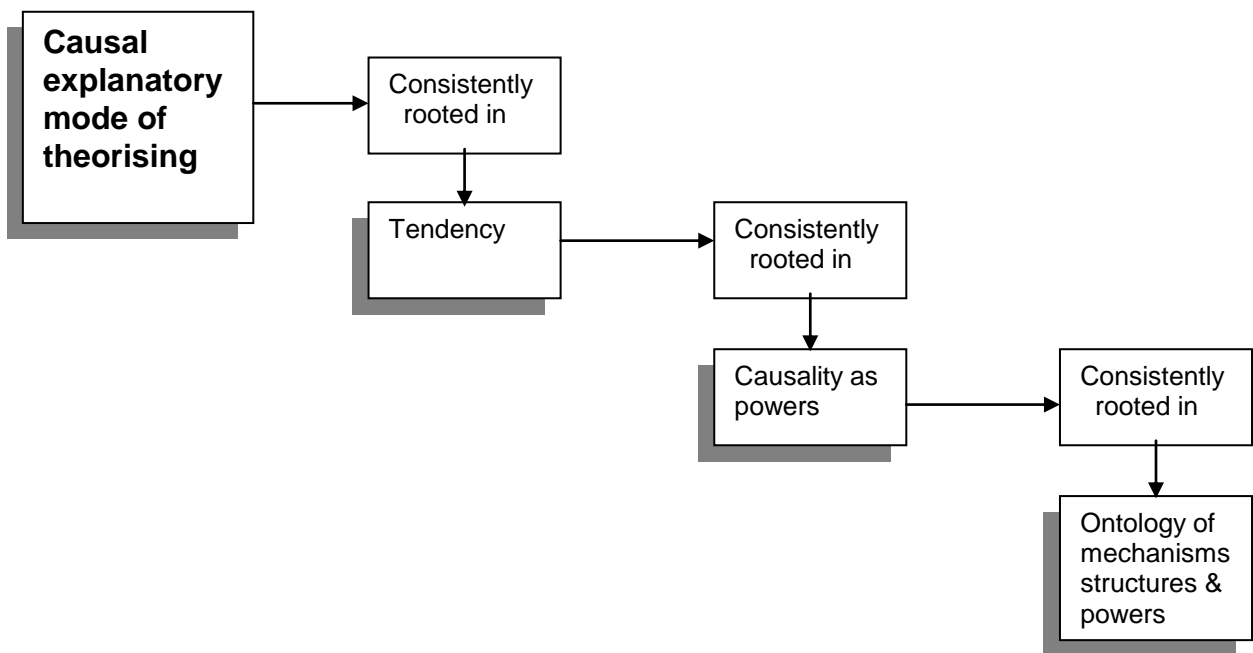 Causal
explanatory
mode of
theorising
Consistently
rooted in
Tendency
Consistently
rooted in
Causality as
powers
Consistently
rooted in
Ontology of
mechanisms
structures &
powers